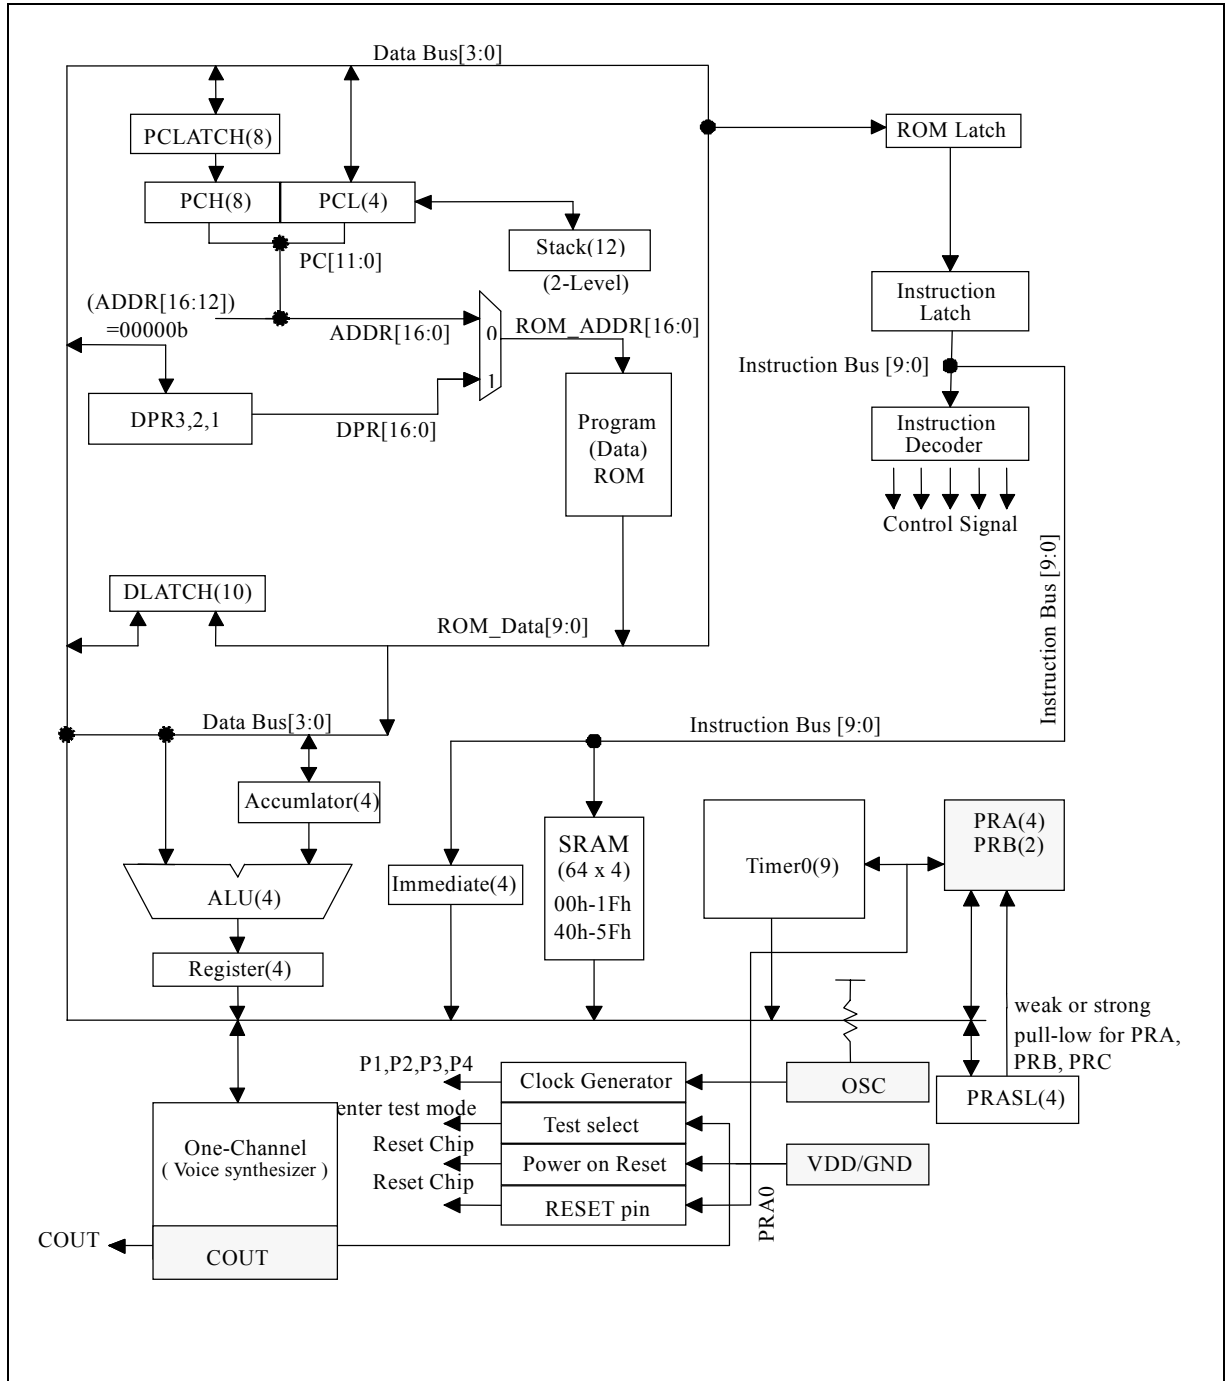 Data Bus[3:0]
PCLATCH(8)
ROM Latch
PCH(8)
PCL(4)
Stack(12)
(2-Level)
PC[11:0]
(ADDR[16:12])
=00000b
ADDR[16:0]
0
1
ROM_ADDR[16:0]
Instruction
Latch
Instruction Bus [9:0]
DPR3,2,1
DPR[16:0]
Program
(Data)
ROM
Instruction
Decoder
Control Signal
Instruction Bus [9:0]
DLATCH(10)
ROM_Data[9:0]
Data Bus[3:0]
Instruction Bus [9:0]
Accumlator(4)
ALU(4)
Register(4)
Immediate(4)
SRAM
(64 x 4)
00h-1Fh
40h-5Fh
Timer0(9)
PRA(4)
PRB(2)
weak or strong
pull-low for PRA,
PRB, PRC
PRASL(4)
P1,P2,P3,P4
Clock Generator
OSC
enter test mode
Test select
Reset Chip
Power on Reset
VDD/GND
Reset Chip
RESET pin
PRA0
One-Channel
( Voice synthesizer )
COUT
COUT